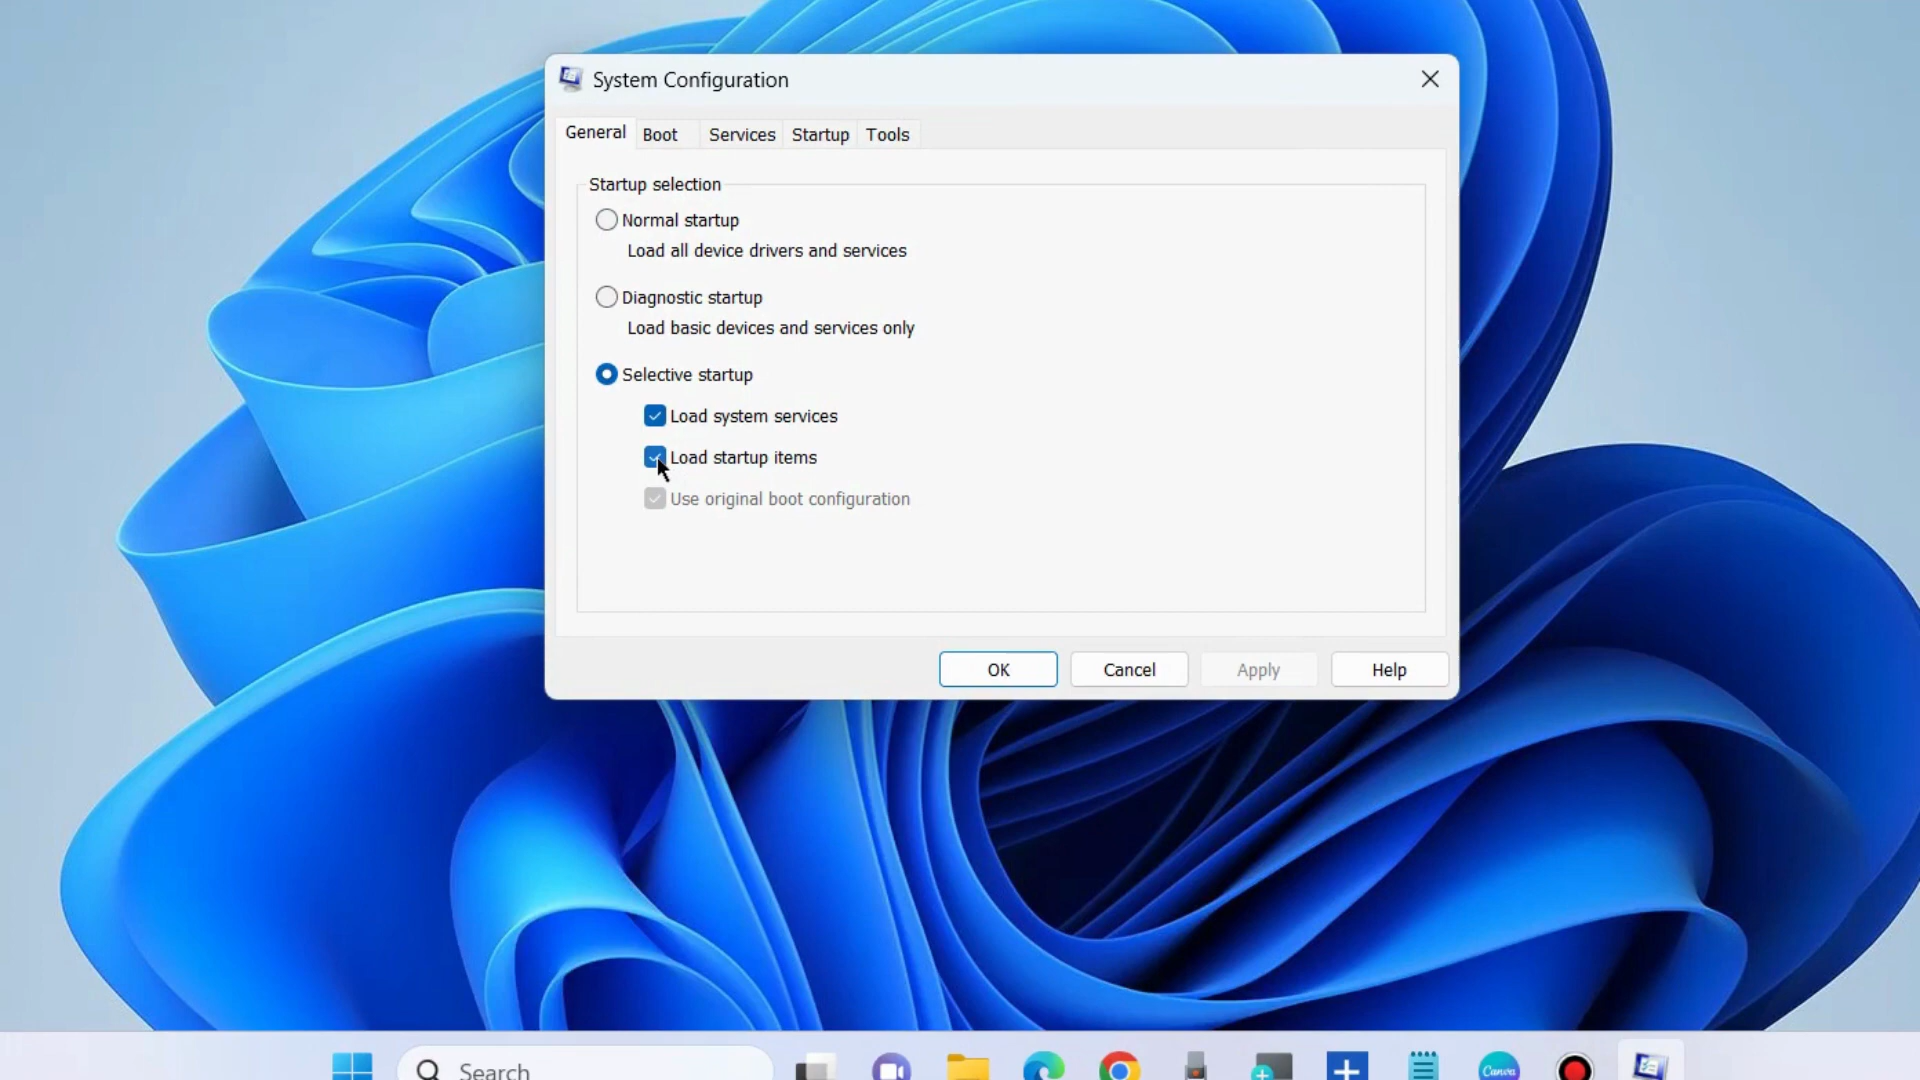 System Configuration
General Boot Services Startup Tools
Startup selection
Normal startup
Load all device drivers and services
Diagnostic startup
Load basic devices and services only
Selective startup
Load system services
Load startup items
Use original boot configuration
OK Cancel Apply Help
Search
Canva